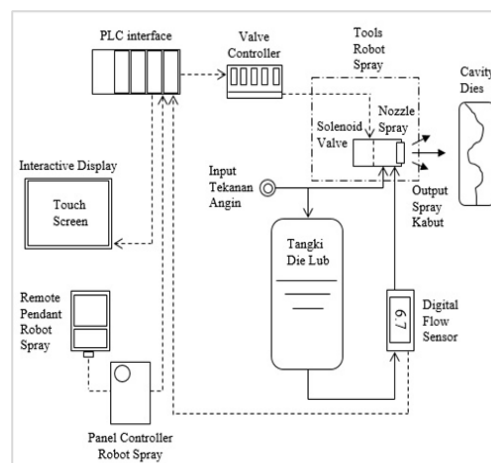 PLC interface
Valve
Controller
Tools
Robot
Spray
Cavity
Dies
Nozzle
Spray
Solenoid
Valve
Interactive Display
Touch
Screen
Input
Tekanan
Angin
Output
Spray
Kabut
Tangki
Die Lub
Remote
Pendant
Robot
Spray
6.7
Digital
Flow
Sensor
Panel Controller
Robot Spray